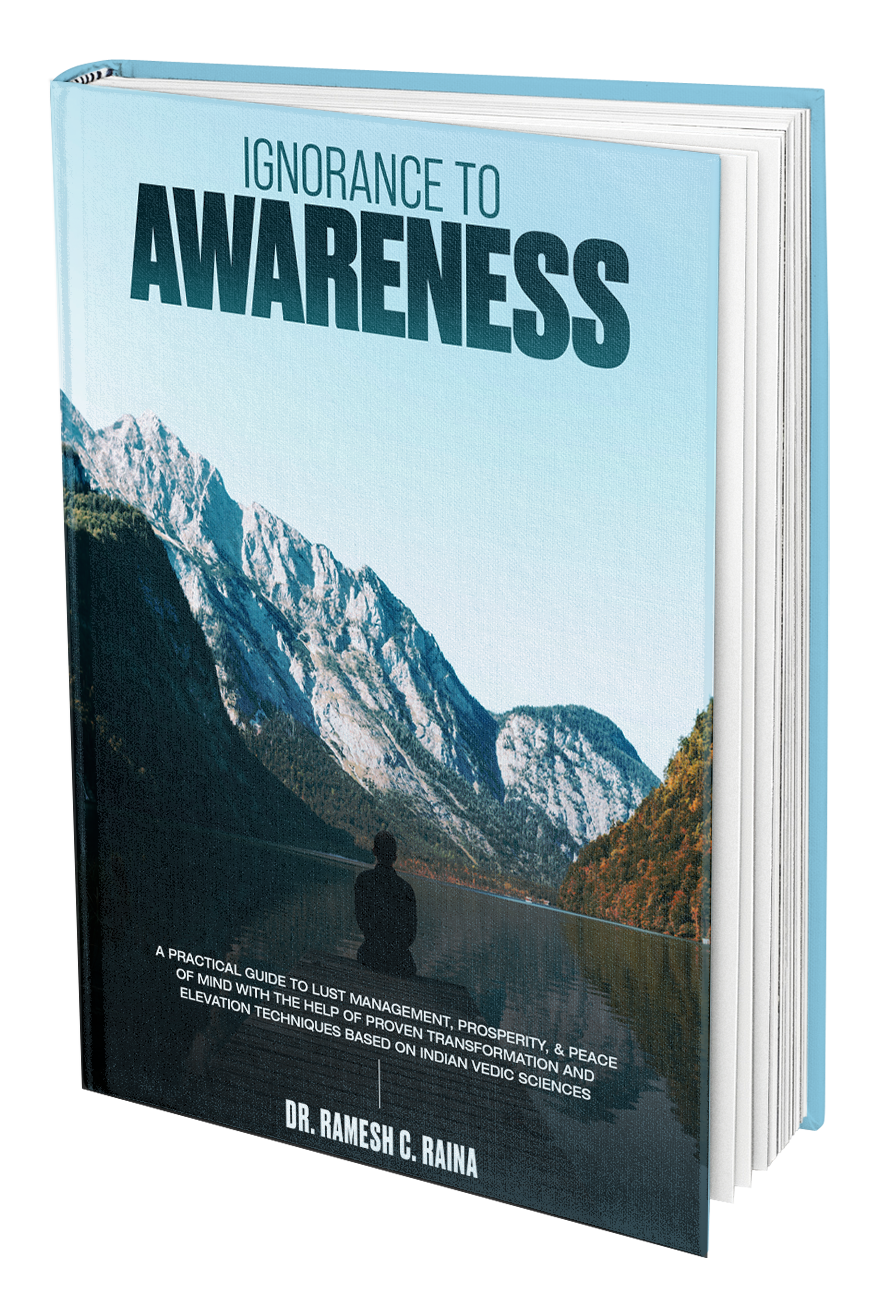 IGNORANCE TO
AWARENESS
A PRACTICAL GUIDE TO LUST MANAGEMENT, PROSPERITY, & PEACE
OF MIND WITH THE HELP OF PROVEN TRANSFORMATION AND
ELEVATION TECHNIQUES BASED ON INDIAN VEDIC SCIENCES
DR. RAMESH C. RAINA